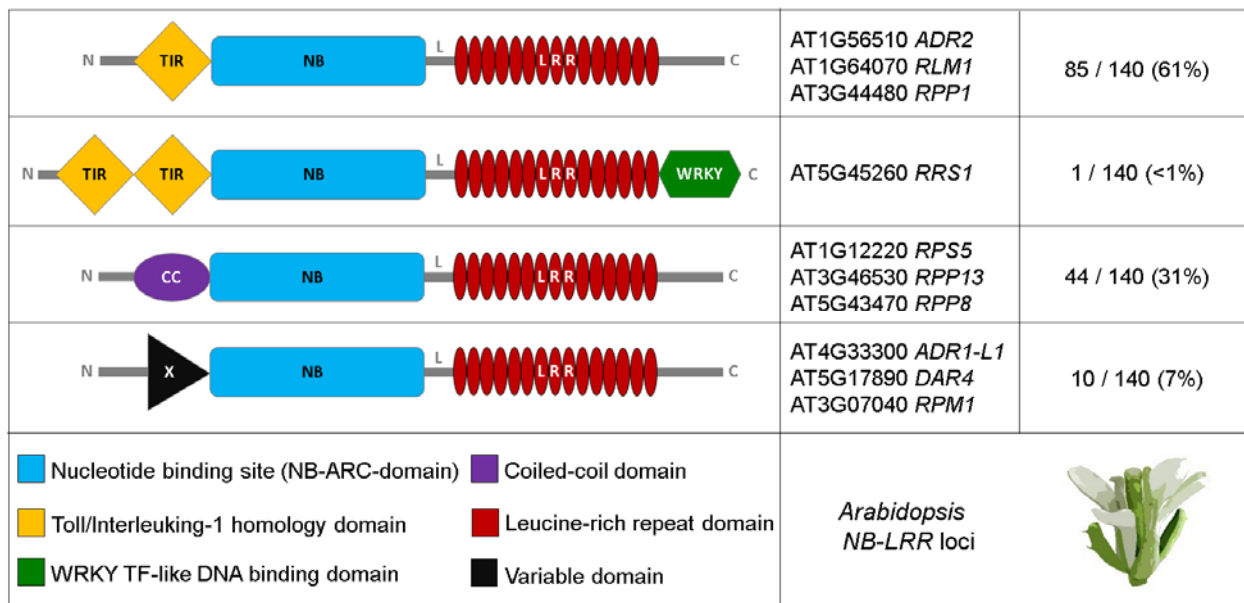 N TIR NB L LRR C
AT1G56510 ADR2
AT1G64070 RLM1
AT3G44480 RPP1
85 / 140 (61%)
N TIR TIR NB L LRR WRKY C
AT5G45260 RRS1
1 / 140 (<1%)
N CC NB L LRR C
AT1G12220 RPS5
AT3G46530 RPP13
AT5G43470 RPP8
44 / 140 (31%)
N X NB L LRR C
AT4G33300 ADR1-L1
AT5G17890 DAR4
AT3G07040 RPM1
10 / 140 (7%)
Nucleotide binding site (NB-ARC-domain)
Coiled-coil domain
Toll/Interleuking-1 homology domain
Leucine-rich repeat domain
WRKY TF-like DNA binding domain
Variable domain
Arabidopsis
NB-LRR loci